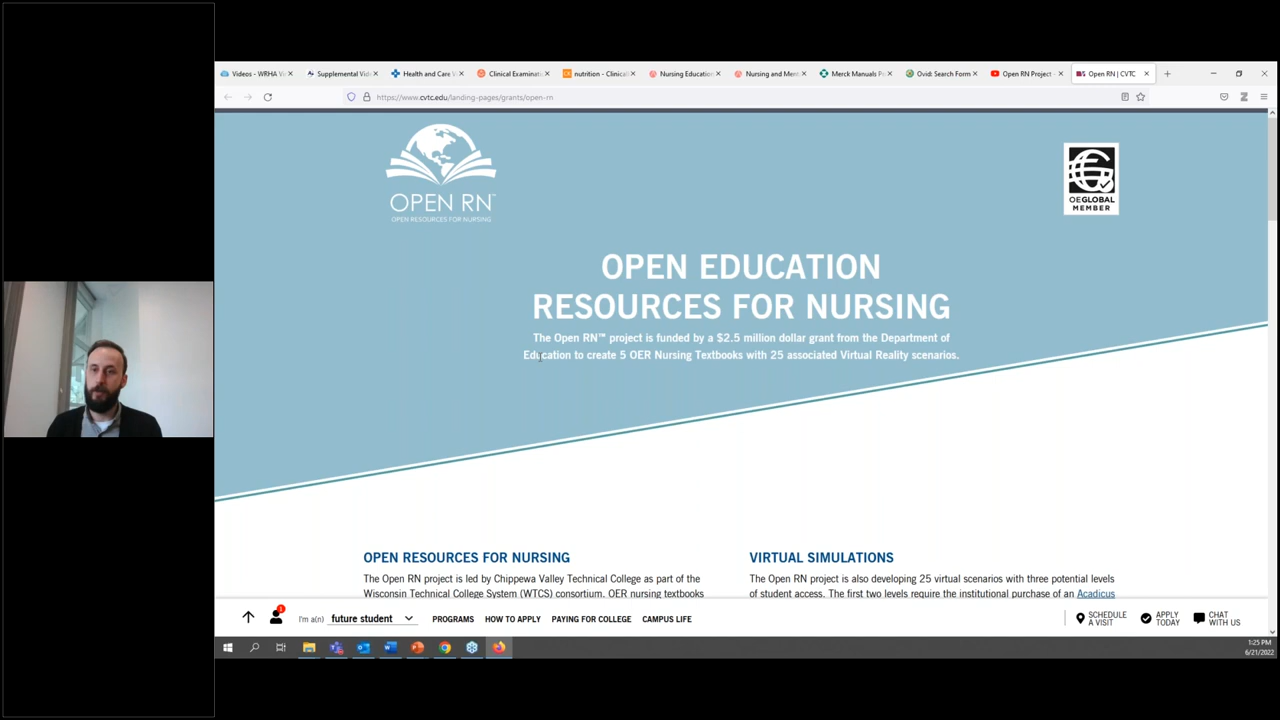 Videos - WRHA Vi
Supplemental Vid
Health and Care V
Clinical Examinat
nutrition - Clinical
Nursing Education
Nursing and Men
Merck Manuals P
Ovid: Search Form
Open RN Project -
Open RN | CVTC
https://www.cvtc.edu/landing-pages/grants/open-rn
OPEN RN™
OPEN RESOURCES FOR NURSING
OEGLOBAL
MEMBER
OPEN EDUCATION
RESOURCES FOR NURSING
The Open RN™ project is funded by a $2.5 million dollar grant from the Department of
Education to create 5 OER Nursing Textbooks with 25 associated Virtual Reality scenarios.
OPEN RESOURCES FOR NURSING
The Open RN project is led by Chippewa Valley Technical College as part of the
Wisconsin Technical College System (WTCS) consortium. OER nursing textbooks
VIRTUAL SIMULATIONS
The Open RN project is also developing 25 virtual scenarios with three potential levels
of student access. The first two levels require the institutional purchase of an Acadicus
1
I'm a(n) future student
PROGRAMS
HOW TO APPLY
PAYING FOR COLLEGE
CAMPUS LIFE
SCHEDULE
A VISIT
APPLY
TODAY
CHAT
WITH US
1:25 PM
6/21/2022